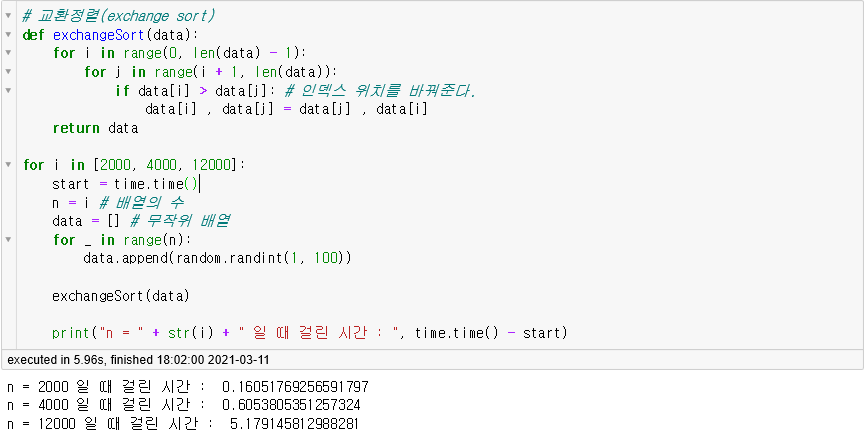 # 교환정렬(exchange sort)
def exchangeSort(data):
    for i in range(0, len(data) - 1):
        for j in range(i + 1, len(data)):
            if data[i] > data[j]: # 인덱스 위치를 바꿔준다.
                data[i] , data[j] = data[j] , data[i]
    return data
for i in [2000, 4000, 12000]:
    start = time.time()
    n = i # 배열의 수
    data = [] # 무작위 배열
    for _ in range(n):
        data.append(random.randint(1, 100))
    exchangeSort(data)
    print("n = " + str(i) + " 일 때 걸린 시간 : ", time.time() - start)
executed in 5.96s, finished 18:02:00 2021-03-11
n = 2000 일 때 걸린 시간 :  0.16051769256591797
n = 4000 일 때 걸린 시간 :  0.6053805351257324
n = 12000 일 때 걸린 시간 :  5.179145812988281